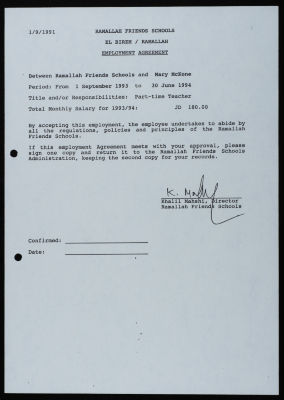 1/9/1991
RAMALLAH FRIENDS SCHOOLS
EL BIREH / RAMALLAH
EMPLOYMENT AGREEMENT
Between Ramallah Friends Schools and Mary McHone
Period: From 1 September 1993 to 30 June 1994
Title and/or Responsibilities: Part-time Teacher
Total Monthly Salary for 1993/94: JD 180.00
By accepting this employment, the employee undertakes to abide by
all the regulations, policies and principles of the Ramallah
Friends Schools.
If this employment Agreement meets with your approval, please
sign one copy and return it to the Ramallah Friends Schools
Administration, keeping the second copy for your records.
Khalil Mahshi, Director
Ramallah Friends Schools
Confirmed:
Date: